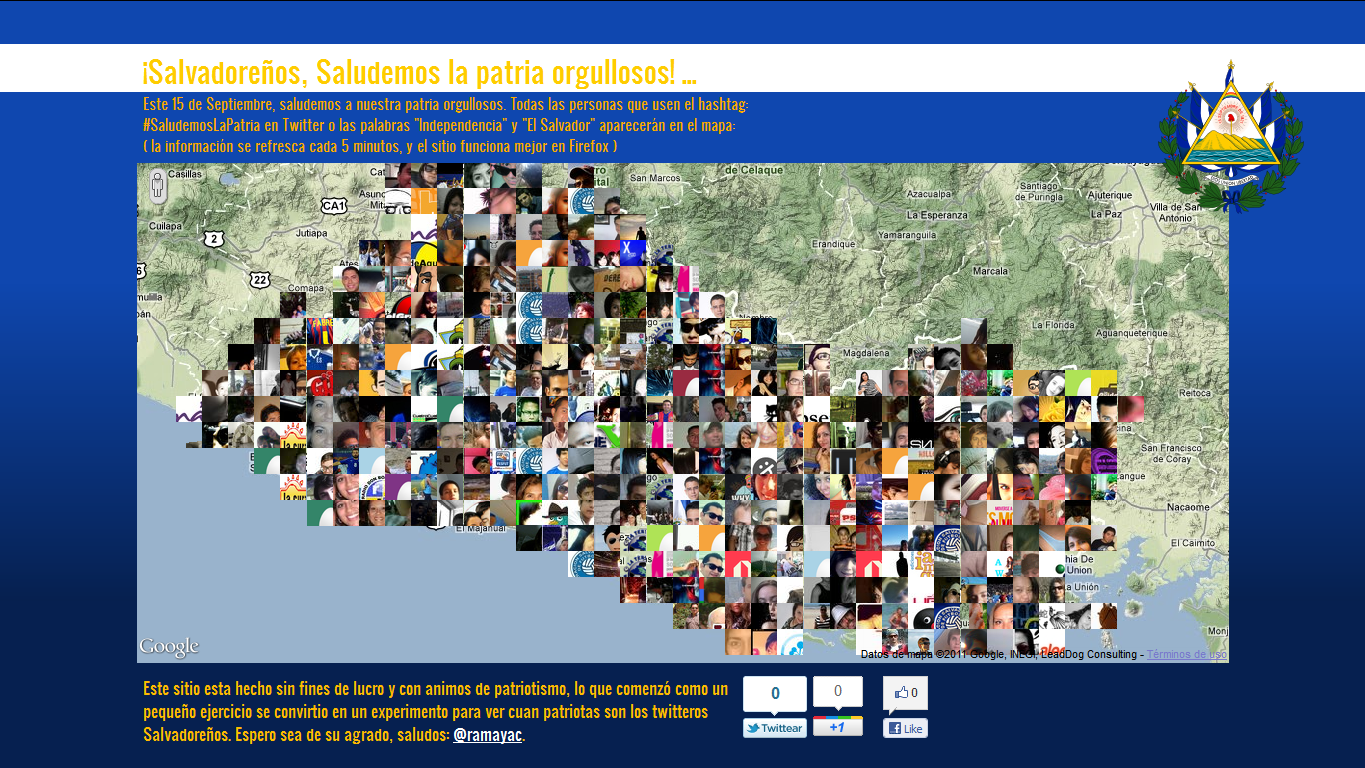 ¡Salvadoreños, Saludemos la patria orgullosos! ...
Este 15 de Septiembre, saludemos a nuestra patria orgullosos. Todas las personas que usen el hashtag:
#SaludemosLaPatria en Twitter o las palabras "Independencia" y "El Salvador" aparecerán en el mapa:
( la información se refresca cada 5 minutos, y el sitio funciona mejor en Firefox )
Casillas
San Marcos
de Celaque
Azacualpa
Santiago
de Puringla
Ajuterique
CA1
La Esperanza
La Paz
Villa de San
Antonio
Cuilapa
2
Jutiapa
Yamaranguila
Erandique
22
Comapa
Marcala
La Florida
Aguanqueterique
Magdalena
Reitoca
San Francisco
de Coray
Nacaome
El Majahual
El Caimito
La Unión
Google
Datos de mapa ©2011 Google, INEGI, LeadDog Consulting - Términos de uso
Este sitio esta hecho sin fines de lucro y con animos de patriotismo, lo que comenzó como un
pequeño ejercicio se convirtio en un experimento para ver cuan patriotas son los twitteros
Salvadoreños. Espero sea de su agrado, saludos: @ramayac.
0
0
0
Twittear
+1
Like